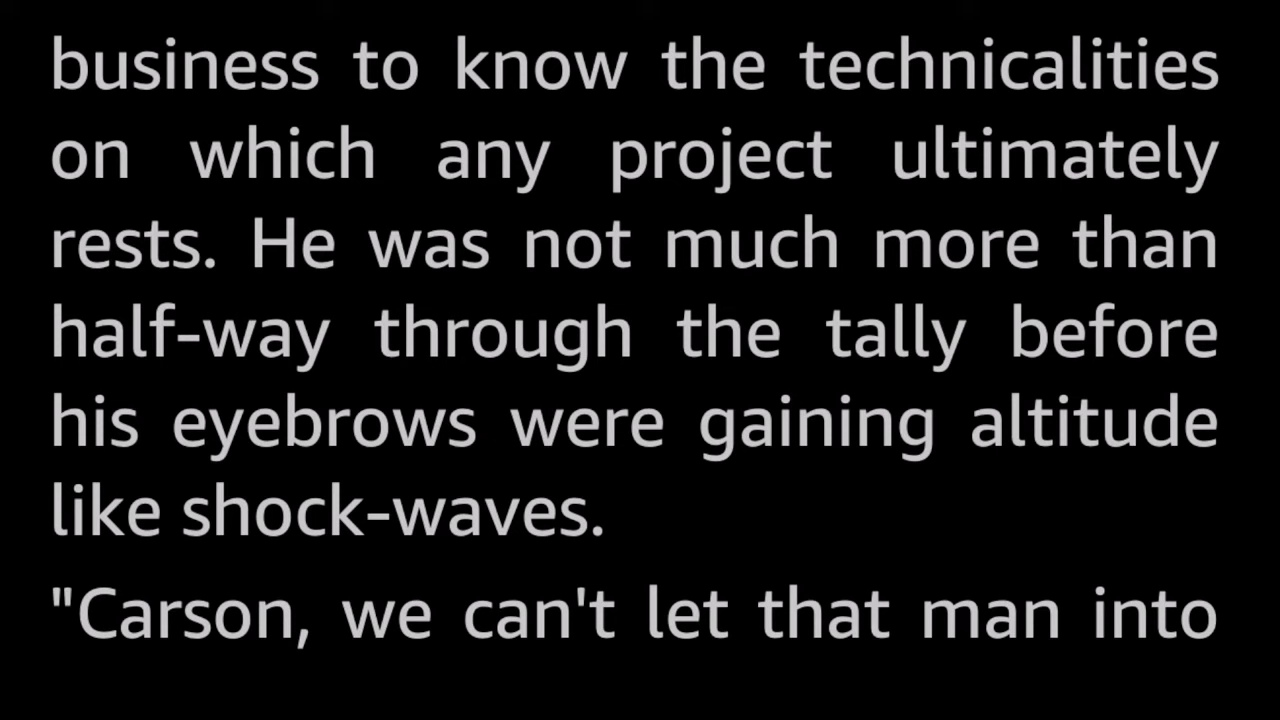 business to know the technicalities
on which any project ultimately
rests. He was not much more than
half-way through the tally before
his eyebrows were gaining altitude
like shock-waves.
"Carson, we can't let that man into